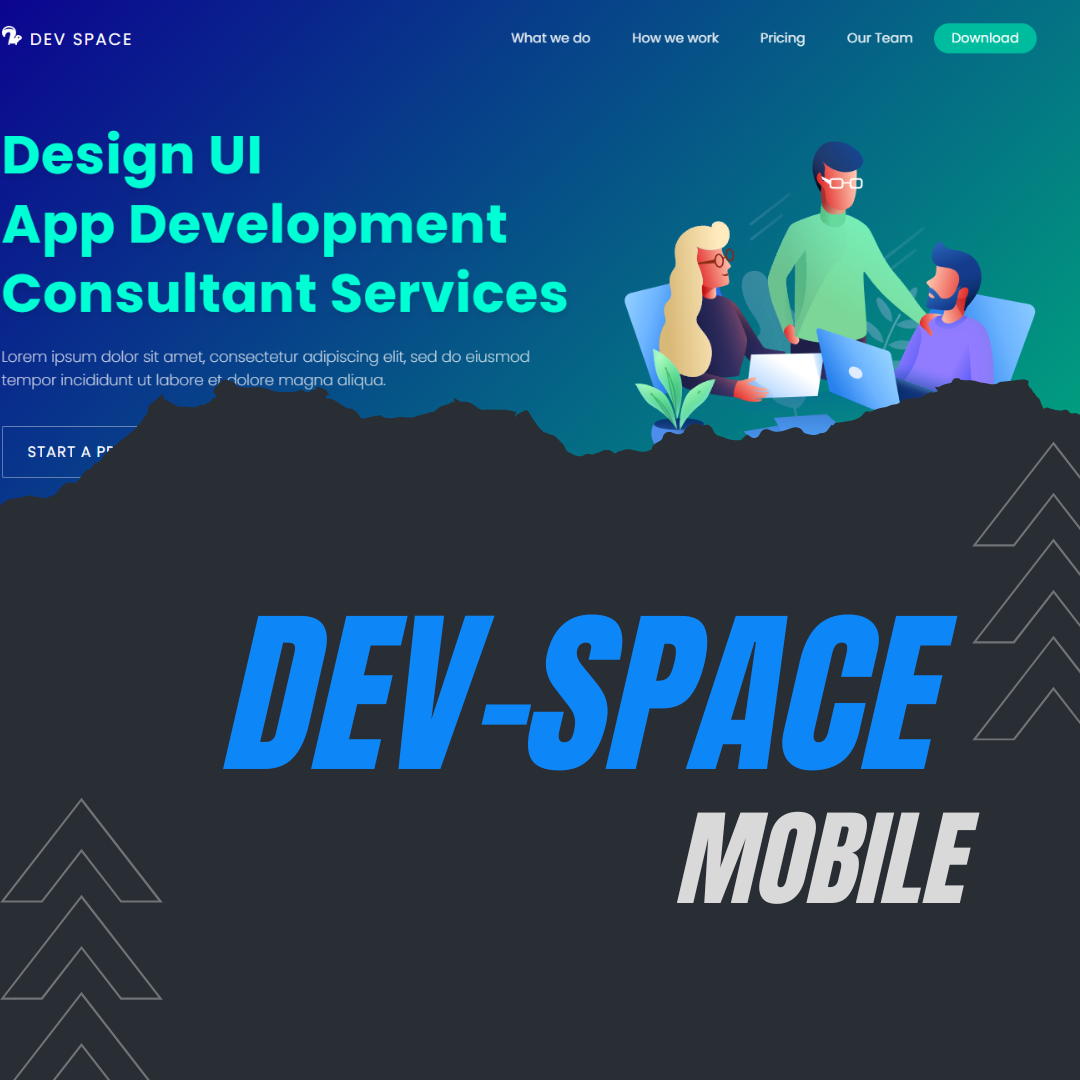 DEV SPACE
What we do How we work Pricing Our Team Download
Design UI
App Development
Consultant Services
Lorem ipsum dolor sit amet, consectetur adipiscing elit, sed do eiusmod
tempor incididunt ut labore et dolore magna aliqua.
START A
DEV-SPACE
MOBILE